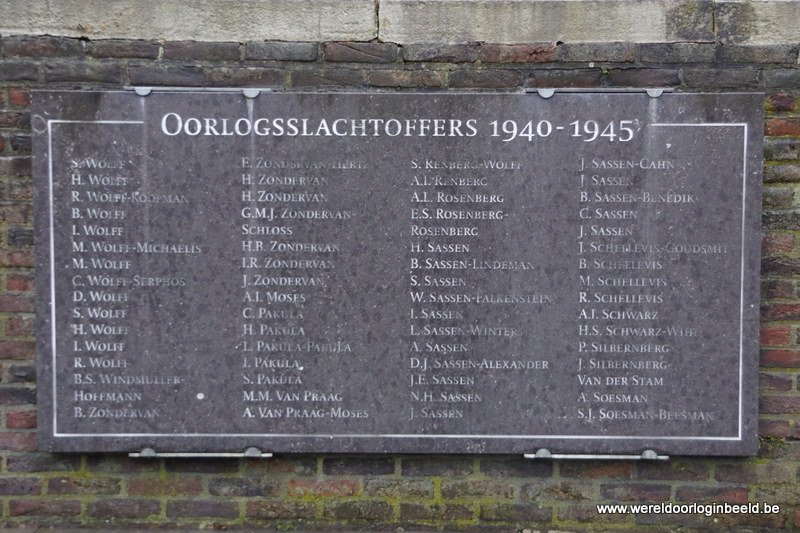 OORLOGSSLACHTOFFERS 1940-1945
S. WOLFF
H. WOLFF
R. WOLFF-KOOPMAN
B. WOLFF
I. WOLFF
M. WOLFF-MICHAELIS
M. WOLFF
C. WOLFF-SERPHOS
D. WOLFF
S. WOLFF
H. WOLFF
I. WOLFF
R. WOLFF
B.S. WINDMULLER-
HOFFMANN
B. ZONDERVAN
E. ZONDERVAN-HERTZ
H. ZONDERVAN
H. ZONDERVAN
G.M.J. ZONDERVAN-
SCHLOSS
H.B. ZONDERVAN
I.R. ZONDERVAN
J. ZONDERVAN
A.I. MOSES
C. PAKULA
H. PAKULA
L. PAKULA-PAKULA
I. PAKULA
S. PAKULA
M.M. VAN PRAAG
A. VAN PRAAG-MOSES
S. RENBERG-WOLFF
A.I. RENBERG
A.L. ROSENBERG
E.S. ROSENBERG-
ROSENBERG
H. SASSEN
B. SASSEN-LINDEMAN
S. SASSEN
W. SASSEN-FALKENSTEIN
I. SASSEN
L. SASSEN-WINTER
A. SASSEN
D.J. SASSEN-ALEXANDER
J.E. SASSEN
N.H. SASSEN
J. SASSEN
J. SASSEN-CAHN
J. SASSEN
B. SASSEN-BENEDIK
C. SASSEN
J. SASSEN
J. SCHELLEVIS-GOUDSMIT
B. SCHELLEVIS
M. SCHELLEVIS
R. SCHELLEVIS
A.I. SCHWARZ
H.S. SCHWARZ-WIHL
P. SILBERNBERG
J. SILBERNBERG-
VAN DER STAM
A. SOESMAN
S.J. SOESMAN-BEESMAN
www.wereldoorloginbeeld.be